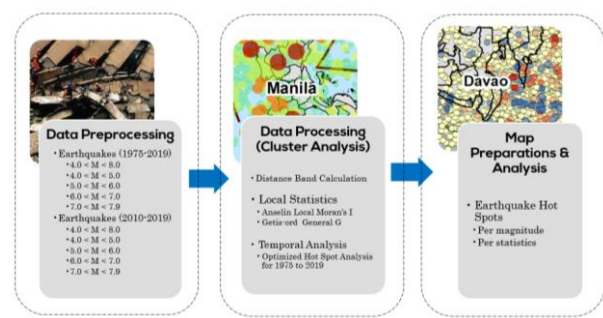 Data Preprocessing
• Earthquakes (1975-2019)
• 4.0 < M < 8.0
• 4.0 < M < 5.0
• 5.0 < M < 6.0
• 6.0 < M < 7.0
• 7.0 < M < 7.9
• Earthquakes (2010-2019)
• 4.0 < M < 8.0
• 4.0 < M < 5.0
• 5.0 < M < 6.0
• 6.0 < M < 7.0
• 7.0 < M < 7.9
Manila
Data Processing
(Cluster Analysis)
• Distance Band Calculation
• Local Statistics
• Anselin Local Moran's I
• Getis-ord General G
• Temporal Analysis
• Optimized Hot Spot Analysis
for 1975 to 2019
Davao
Map
Preparations &
Analysis
• Earthquake Hot
Spots
• Per magnitude
• Per statistics